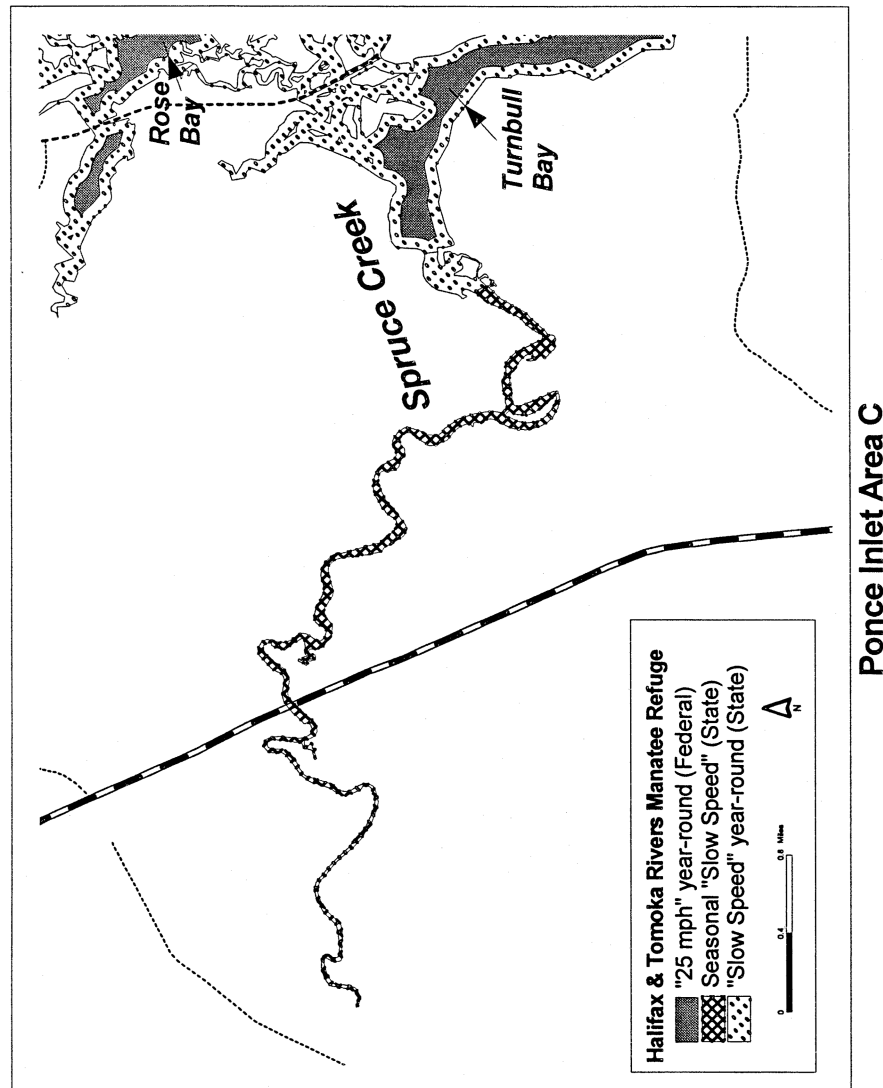 Rose
Bay
Turnbull
Bay
Spruce Creek
Halifax & Tomoka Rivers Manatee Refuge
"25 mph" year-round (Federal)
Seasonal "Slow Speed" (State)
"Slow Speed" year-round (State)
0 0.4 0.8 Miles
N
Ponce Inlet Area C